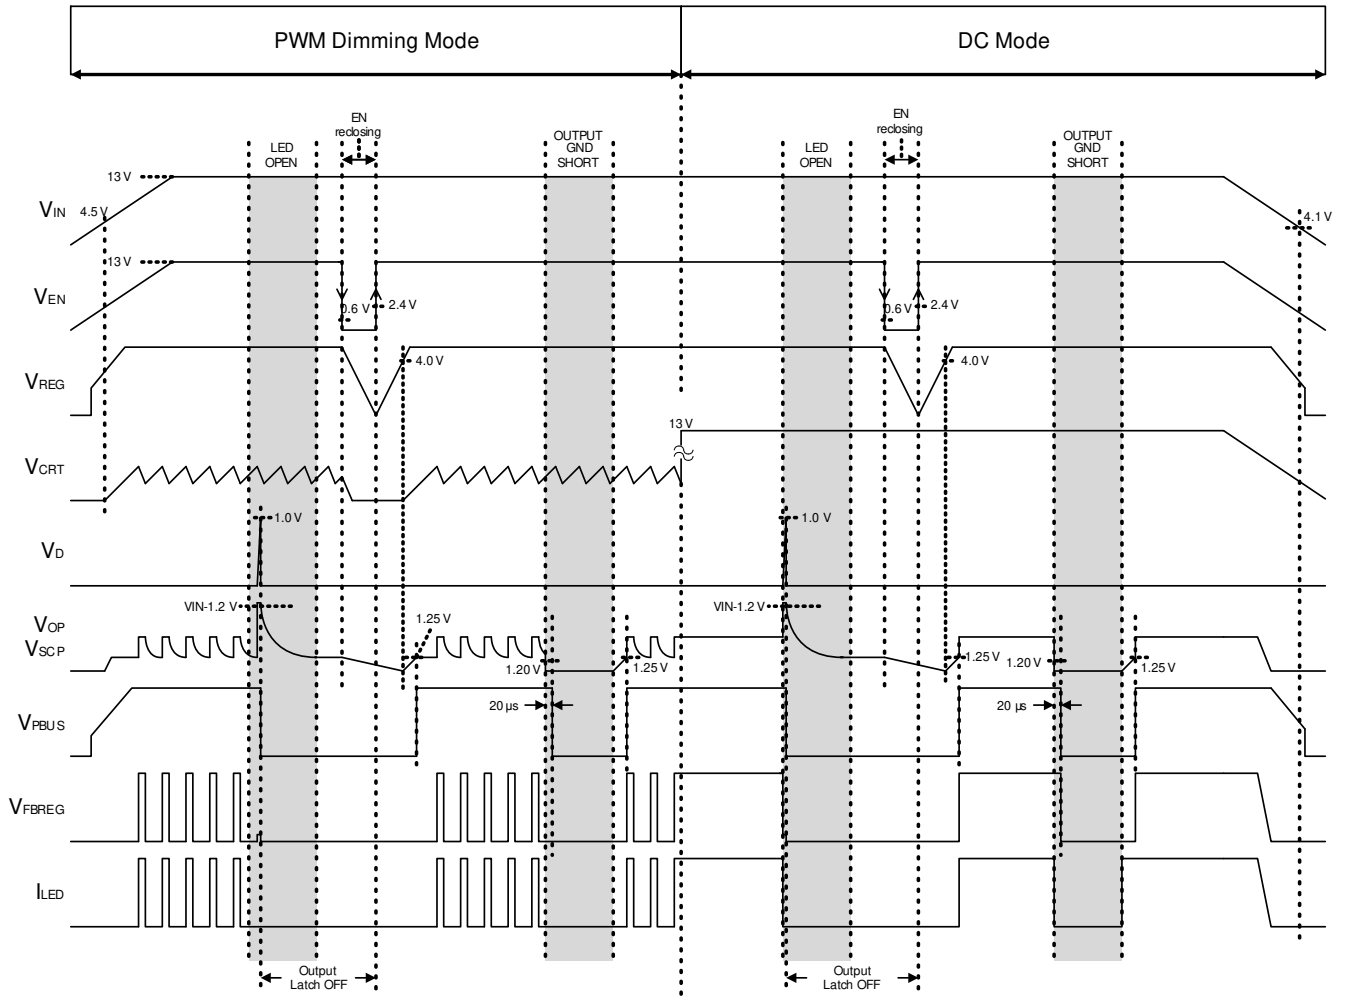 PWM Dimming Mode
DC Mode
EN
reclosing
LED
OPEN
OUTPUT
GND
SHORT
EN
reclosing
LED
OPEN
OUTPUT
GND
SHORT
13 V
VIN
4.5 V
4.1 V
13 V
VEN
0.6 V
2.4 V
0.6 V
2.4 V
VREG
4.0 V
4.0 V
13 V
VCRT
1.0 V
1.0 V
VD
VIN-1.2 V
VIN-1.2 V
VOP
VSCP
1.25 V
1.20 V
1.25 V
1.25 V
1.20 V
1.25 V
VPBUS
20 µs
20 µs
VFBREG
ILED
Output
Latch OFF
Output
Latch OFF